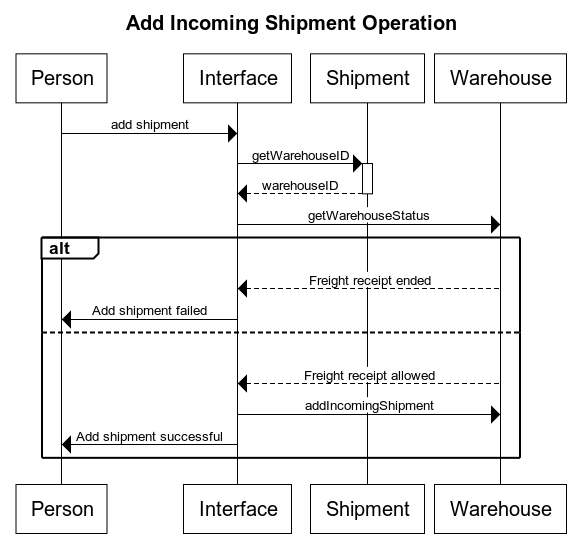 Add Incoming Shipment Operation
Person Interface Shipment Warehouse
add shipment
getWarehouseID
warehouseID
getWarehouseStatus
alt
Freight receipt ended
Add shipment failed
Freight receipt allowed
addIncomingShipment
Add shipment successful
Person Interface Shipment Warehouse